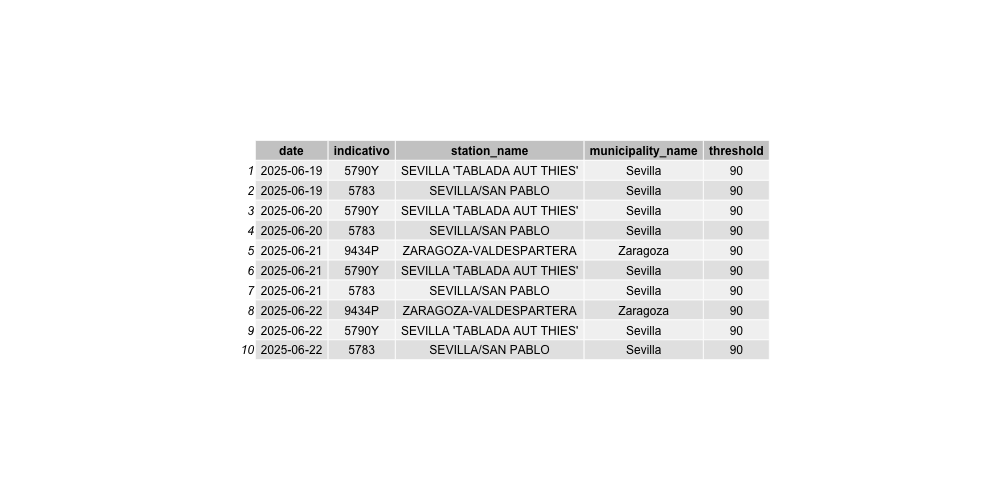 date indicativo station_name municipality_name threshold
1 2025-06-19 5790Y SEVILLA 'TABLADA AUT THIES' Sevilla 90
2 2025-06-19 5783 SEVILLA/SAN PABLO Sevilla 90
3 2025-06-20 5790Y SEVILLA 'TABLADA AUT THIES' Sevilla 90
4 2025-06-20 5783 SEVILLA/SAN PABLO Sevilla 90
5 2025-06-21 9434P ZARAGOZA-VALDESPARTERA Zaragoza 90
6 2025-06-21 5790Y SEVILLA 'TABLADA AUT THIES' Sevilla 90
7 2025-06-21 5783 SEVILLA/SAN PABLO Sevilla 90
8 2025-06-22 9434P ZARAGOZA-VALDESPARTERA Zaragoza 90
9 2025-06-22 5790Y SEVILLA 'TABLADA AUT THIES' Sevilla 90
10 2025-06-22 5783 SEVILLA/SAN PABLO Sevilla 90